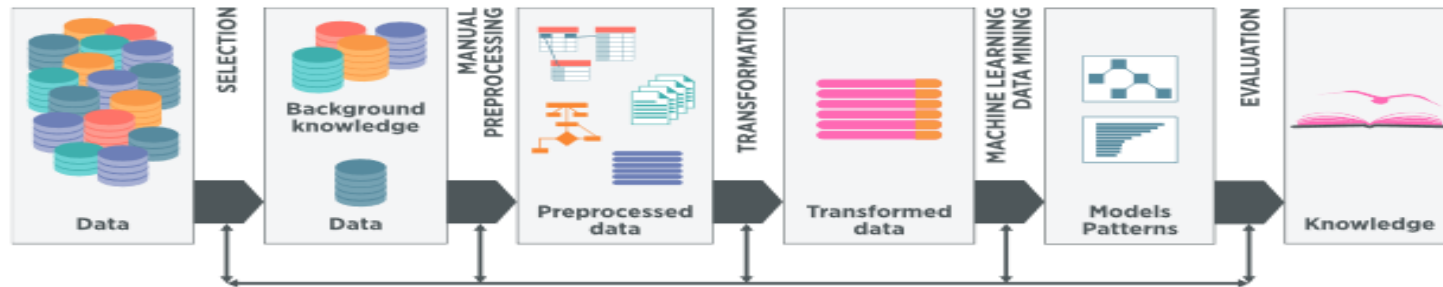 Data
SELECTION
Background
knowledge
Data
MANUAL
PREPROCESSING
Preprocessed
data
TRANSFORMATION
Transformed
data
MACHINE LEARNING
DATA MINING
Models
Patterns
EVALUATION
Knowledge